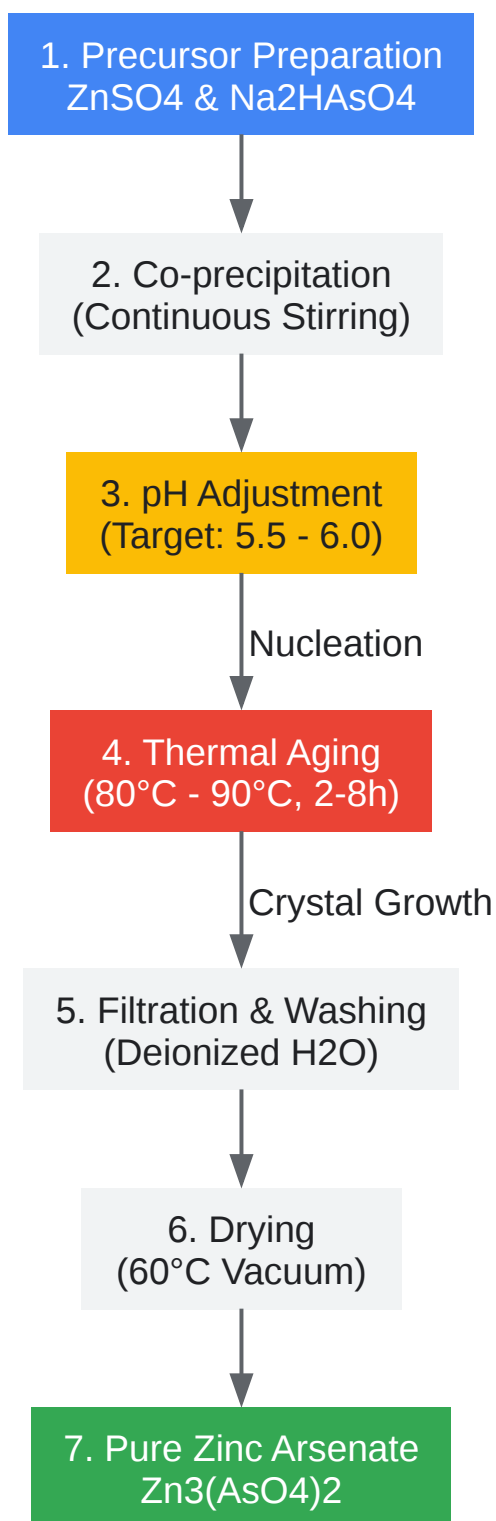 1. Precursor Preparation
ZnSO4 & Na2HAsO4
2. Co-precipitation
(Continuous Stirring)
3. pH Adjustment
(Target: 5.5 - 6.0)
Nucleation
4. Thermal Aging
(80°C - 90°C, 2-8h)
Crystal Growth
5. Filtration & Washing
(Deionized H2O)
6. Drying
(60°C Vacuum)
7. Pure Zinc Arsenate
Zn3(AsO4)2